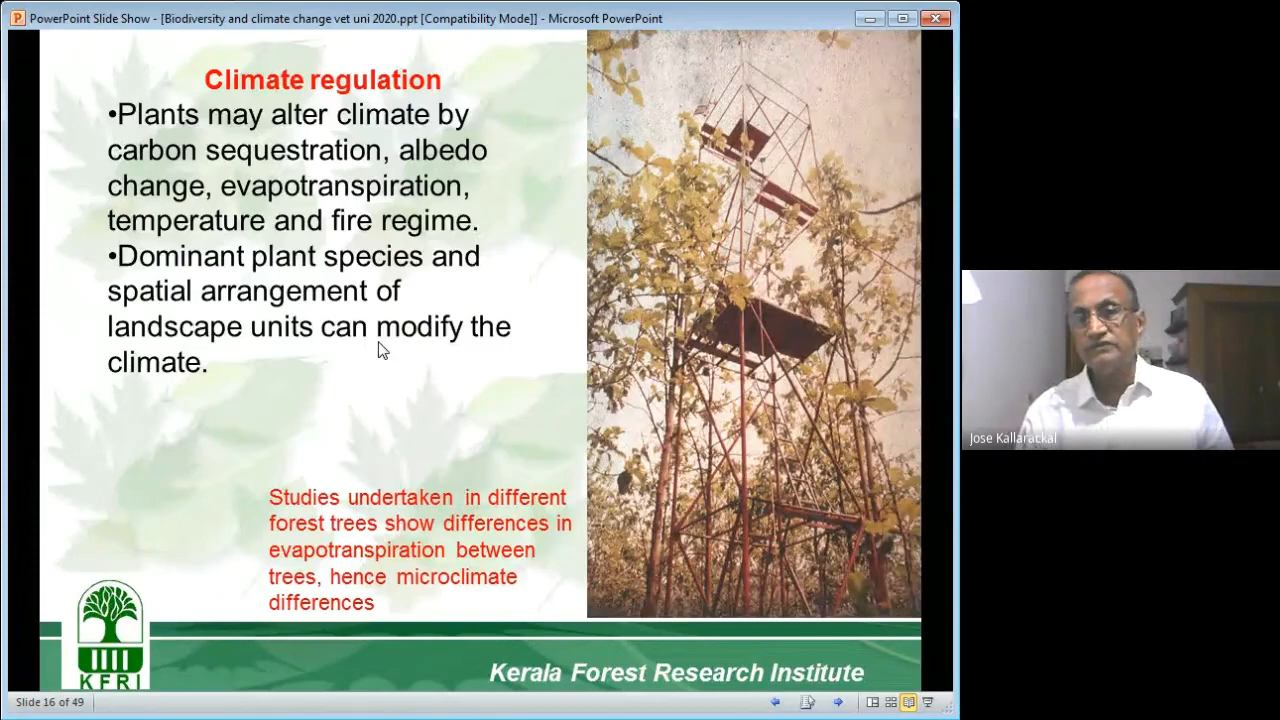 PowerPoint Slide Show - [Biodiversity and climate change vet uni 2020.ppt [Compatibility Mode]] - Microsoft PowerPoint
Climate regulation
•Plants may alter climate by
carbon sequestration, albedo
change, evapotranspiration,
temperature and fire regime.
•Dominant plant species and
spatial arrangement of
landscape units can modify the
climate.
Studies undertaken in different
forest trees show differences in
evapotranspiration between
trees, hence microclimate
differences
KFRI
Kerala Forest Research Institute
Slide 16 of 49
Jose Kallarackal